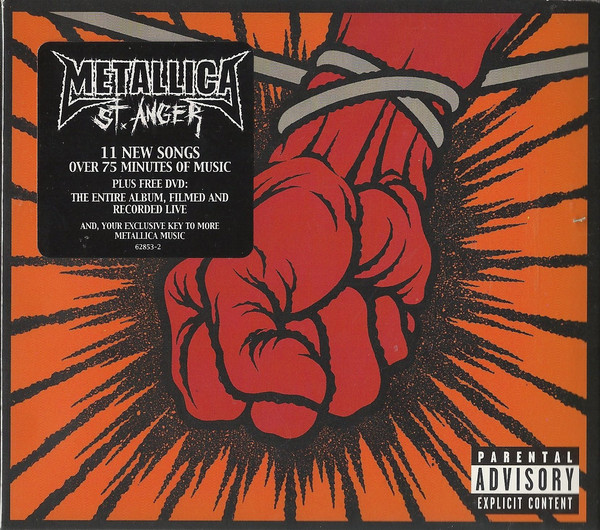 METALLICA
ST. ANGER
11 NEW SONGS
OVER 75 MINUTES OF MUSIC
PLUS FREE DVD:
THE ENTIRE ALBUM, FILMED AND
RECORDED LIVE
AND, YOUR EXCLUSIVE KEY TO MORE
METALLICA MUSIC
62853-2
PARENTAL
ADVISORY
EXPLICIT CONTENT